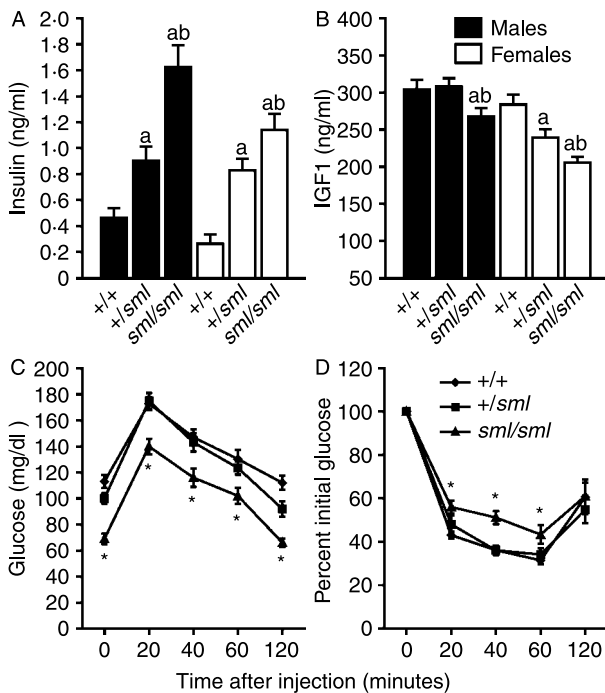 A
Insulin (ng/ml)
2·0
1·8
1·6
1·4
1·2
1·0
0·8
0·6
0·4
0·2
0
a
ab
a
ab
+/+
+/sml
sml/sml
+/+
+/sml
sml/sml
B
Males
Females
IGF1 (ng/ml)
400
350
300
250
200
150
100
50
ab
a
ab
+/+
+/sml
sml/sml
+/+
+/sml
sml/sml
C
Glucose (mg/dl)
200
180
160
140
120
100
80
60
40
20
0
*
*
*
*
*
0 20 40 60 120
D
+/+
+/sml
sml/sml
Percent initial glucose
120
100
80
60
40
20
0
* * *
0 20 40 60 120
Time after injection (minutes)